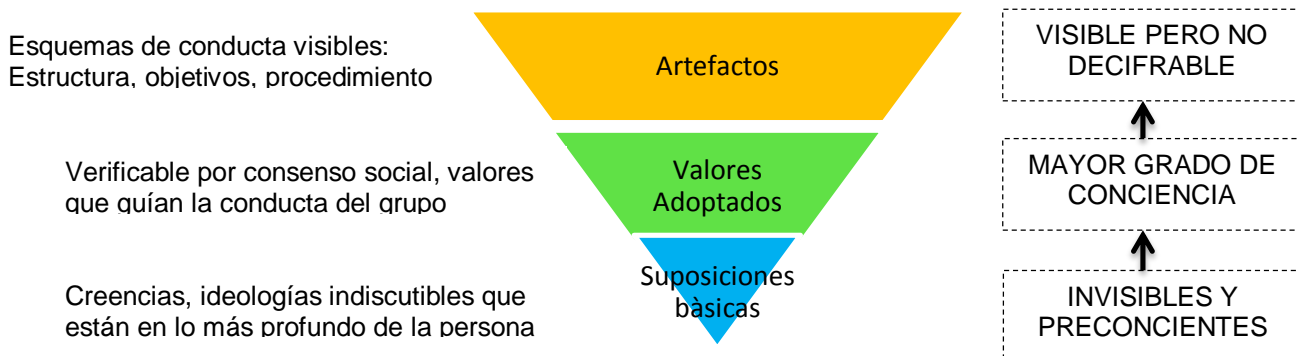 Esquemas de conducta visibles:
Estructura, objetivos, procedimiento
Artefactos
VISIBLE PERO NO
DECIFRABLE
Verificable por consenso social, valores
que guían la conducta del grupo
Valores
Adoptados
MAYOR GRADO DE
CONCIENCIA
Creencias, ideologías indiscutibles que
están en lo más profundo de la persona
Suposiciones
bàsicas
INVISIBLES Y
PRECONCIENTES